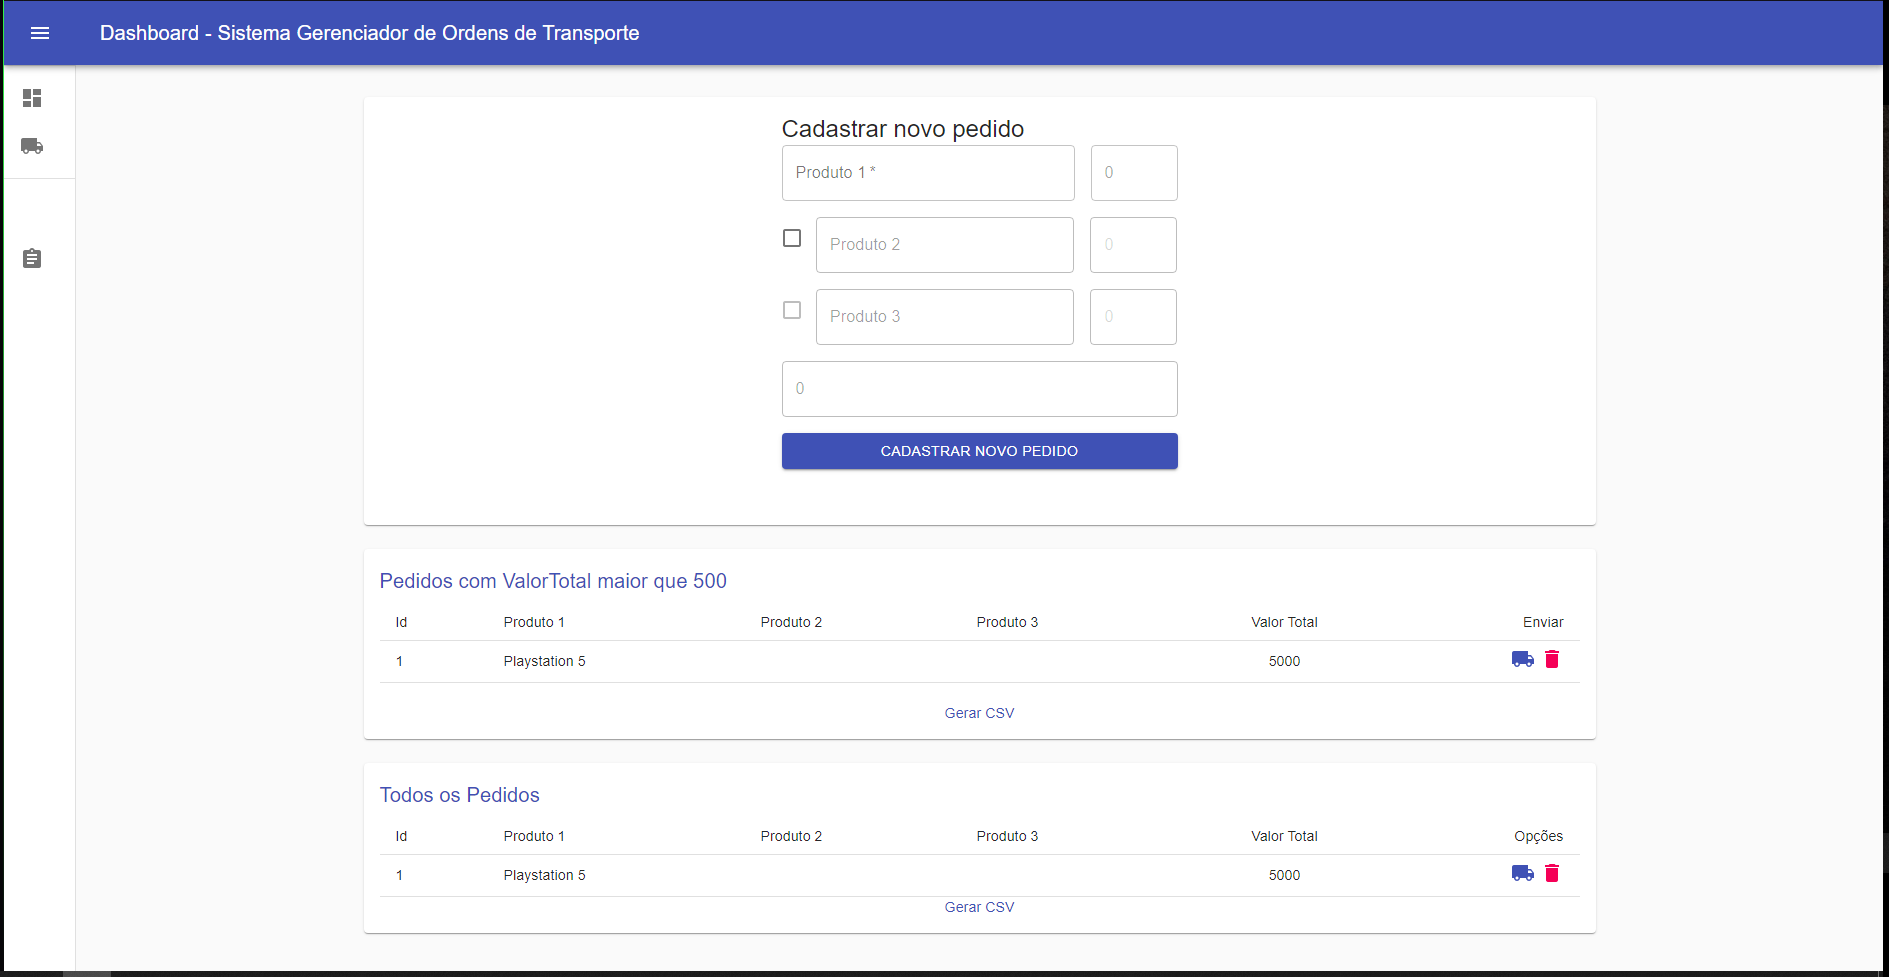 Dashboard - Sistema Gerenciador de Ordens de Transporte
Cadastrar novo pedido
Produto 1 * 0
Produto 2 0
Produto 3 0
0
CADASTRAR NOVO PEDIDO
Pedidos com ValorTotal maior que 500
Id Produto 1 Produto 2 Produto 3 Valor Total Enviar
1 Playstation 5 5000
Gerar CSV
Todos os Pedidos
Id Produto 1 Produto 2 Produto 3 Valor Total Opções
1 Playstation 5 5000
Gerar CSV